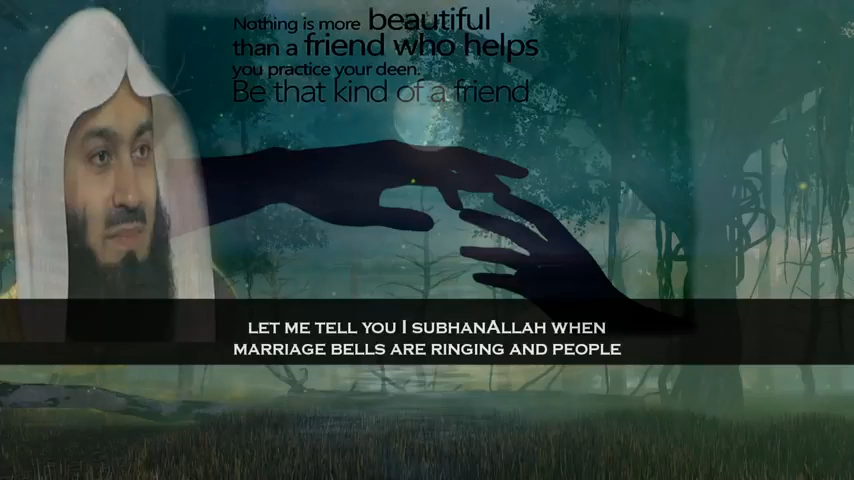 Nothing is more beautiful
than a friend who helps
you practice your deen.
Be that kind of a friend
LET ME TELL YOU I SUBHANALLAH WHEN
MARRIAGE BELLS ARE RINGING AND PEOPLE